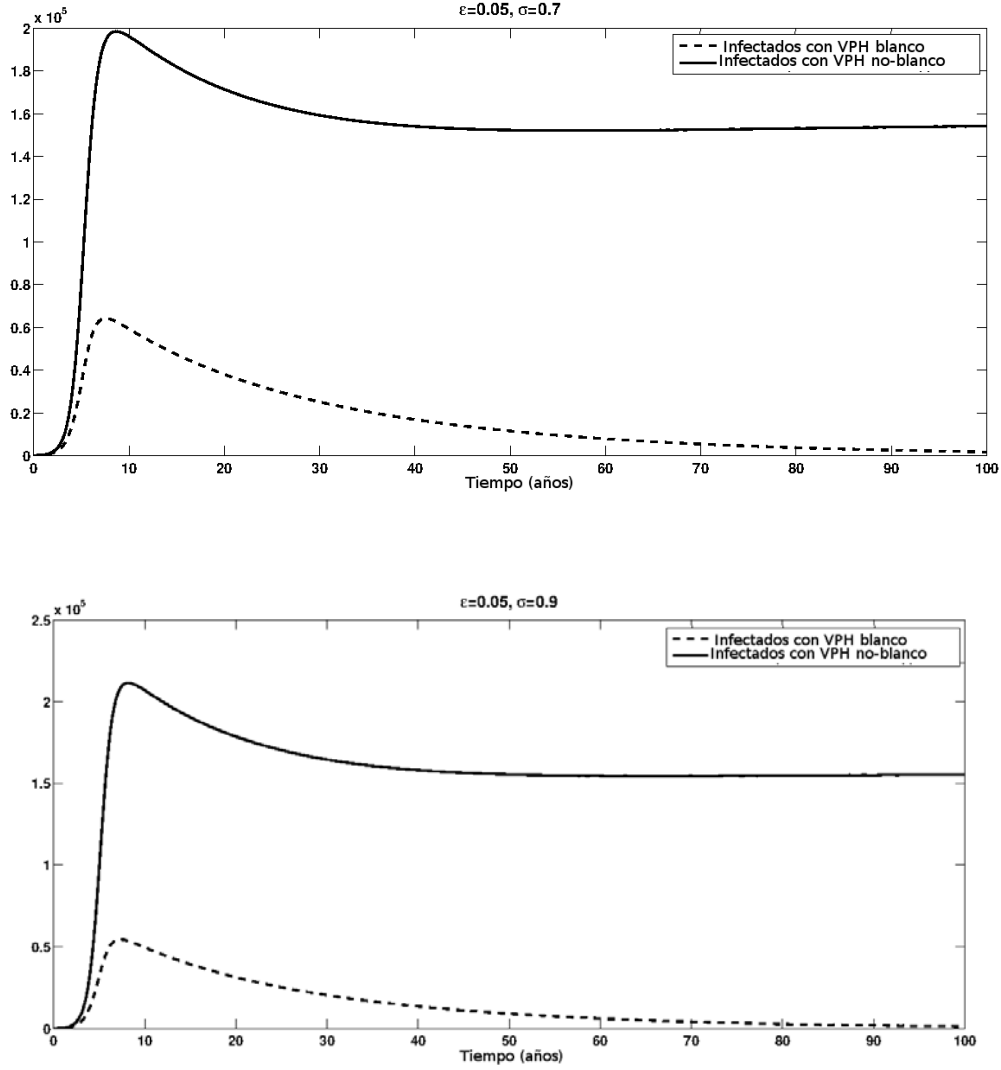 ε=0.05, σ=0.7
x 10⁵
2
1.8
1.6
1.4
1.2
1
0.8
0.6
0.4
0.2
0
Infectados con VPH blanco
Infectados con VPH no-blanco
0 10 20 30 40 50 60 70 80 90 100
Tiempo (años)
ε=0.05, σ=0.9
x 10⁵
2.5
2
1.5
1
0.5
0
Infectados con VPH blanco
Infectados con VPH no-blanco
0 10 20 30 40 50 60 70 80 90 100
Tiempo (años)